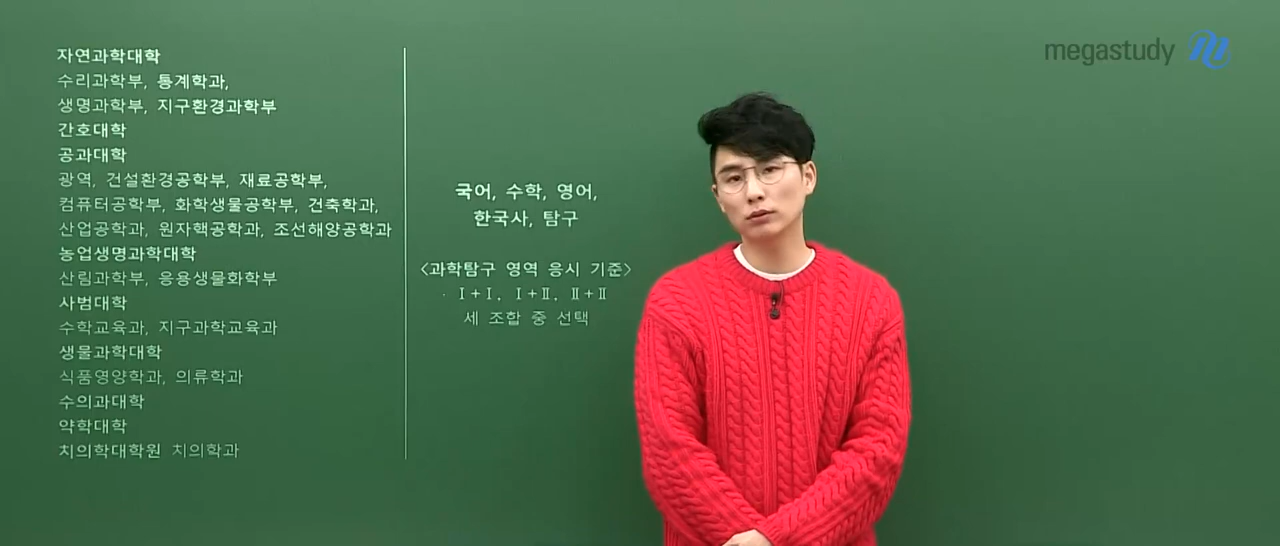 자연과학대학
수리과학부, 통계학과,
생명과학부, 지구환경과학부
간호대학
공과대학
광역, 건설환경공학부, 재료공학부,
컴퓨터공학부, 화학생물공학부, 건축학과,
산업공학과, 원자핵공학과, 조선해양공학과
농업생명과학대학
산림과학부, 응용생물화학부
사범대학
수학교육과, 지구과학교육과
생물과학대학
식품영양학과, 의류학과
수의과대학
약학대학
치의학대학원 치의학과
국어, 수학, 영어,
한국사, 탐구
<과학탐구 영역 응시 기준>
· Ⅰ+Ⅰ, Ⅰ+Ⅱ, Ⅱ+Ⅱ
세 조합 중 선택
megastudy